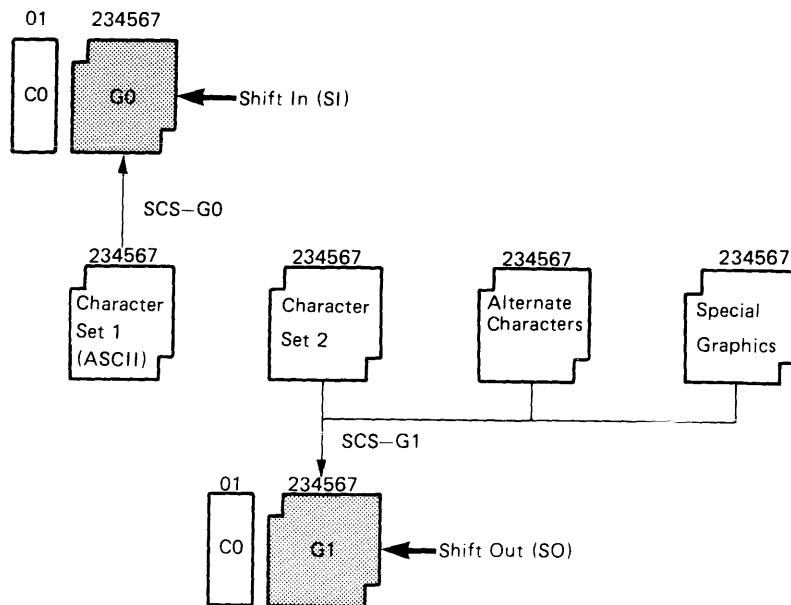 01 234567
C0 G0 Shift In (SI)
SCS–G0
234567 234567 234567 234567
Character Set 1 (ASCII)
Character Set 2
Alternate Characters
Special Graphics
SCS–G1
01 234567
C0 G1 Shift Out (SO)